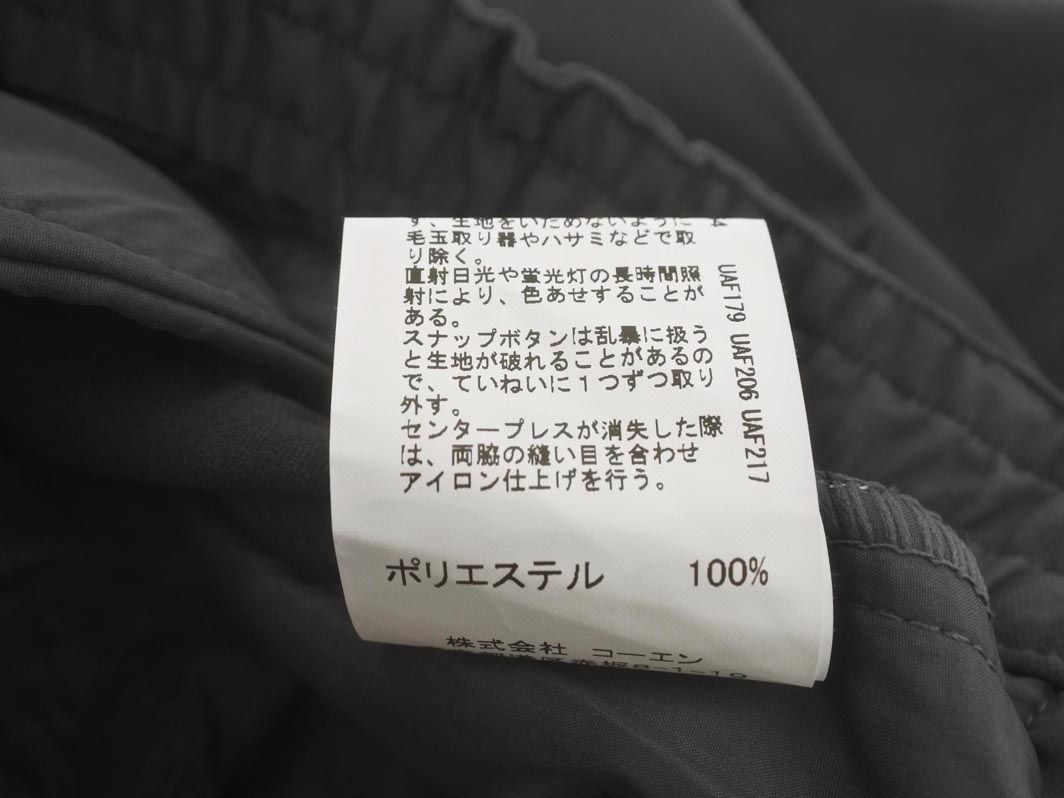 ず、生地をいためないように
毛玉取り器やハサミなどで取
り除く。
直射日光や蛍光灯の長時間照
射により、色あせすることが
ある。
スナップボタンは乱暴に扱う
と生地が破れることがあるの
で、ていねいに1つずつ取り
外す。
センタープレスが消失した際
は、両脇の縫い目を合わせ
アイロン仕上げを行う。
UAF179 UAF206 UAF217
ポリエステル 100%
株式会社 コーエン
区赤坂8-1-19